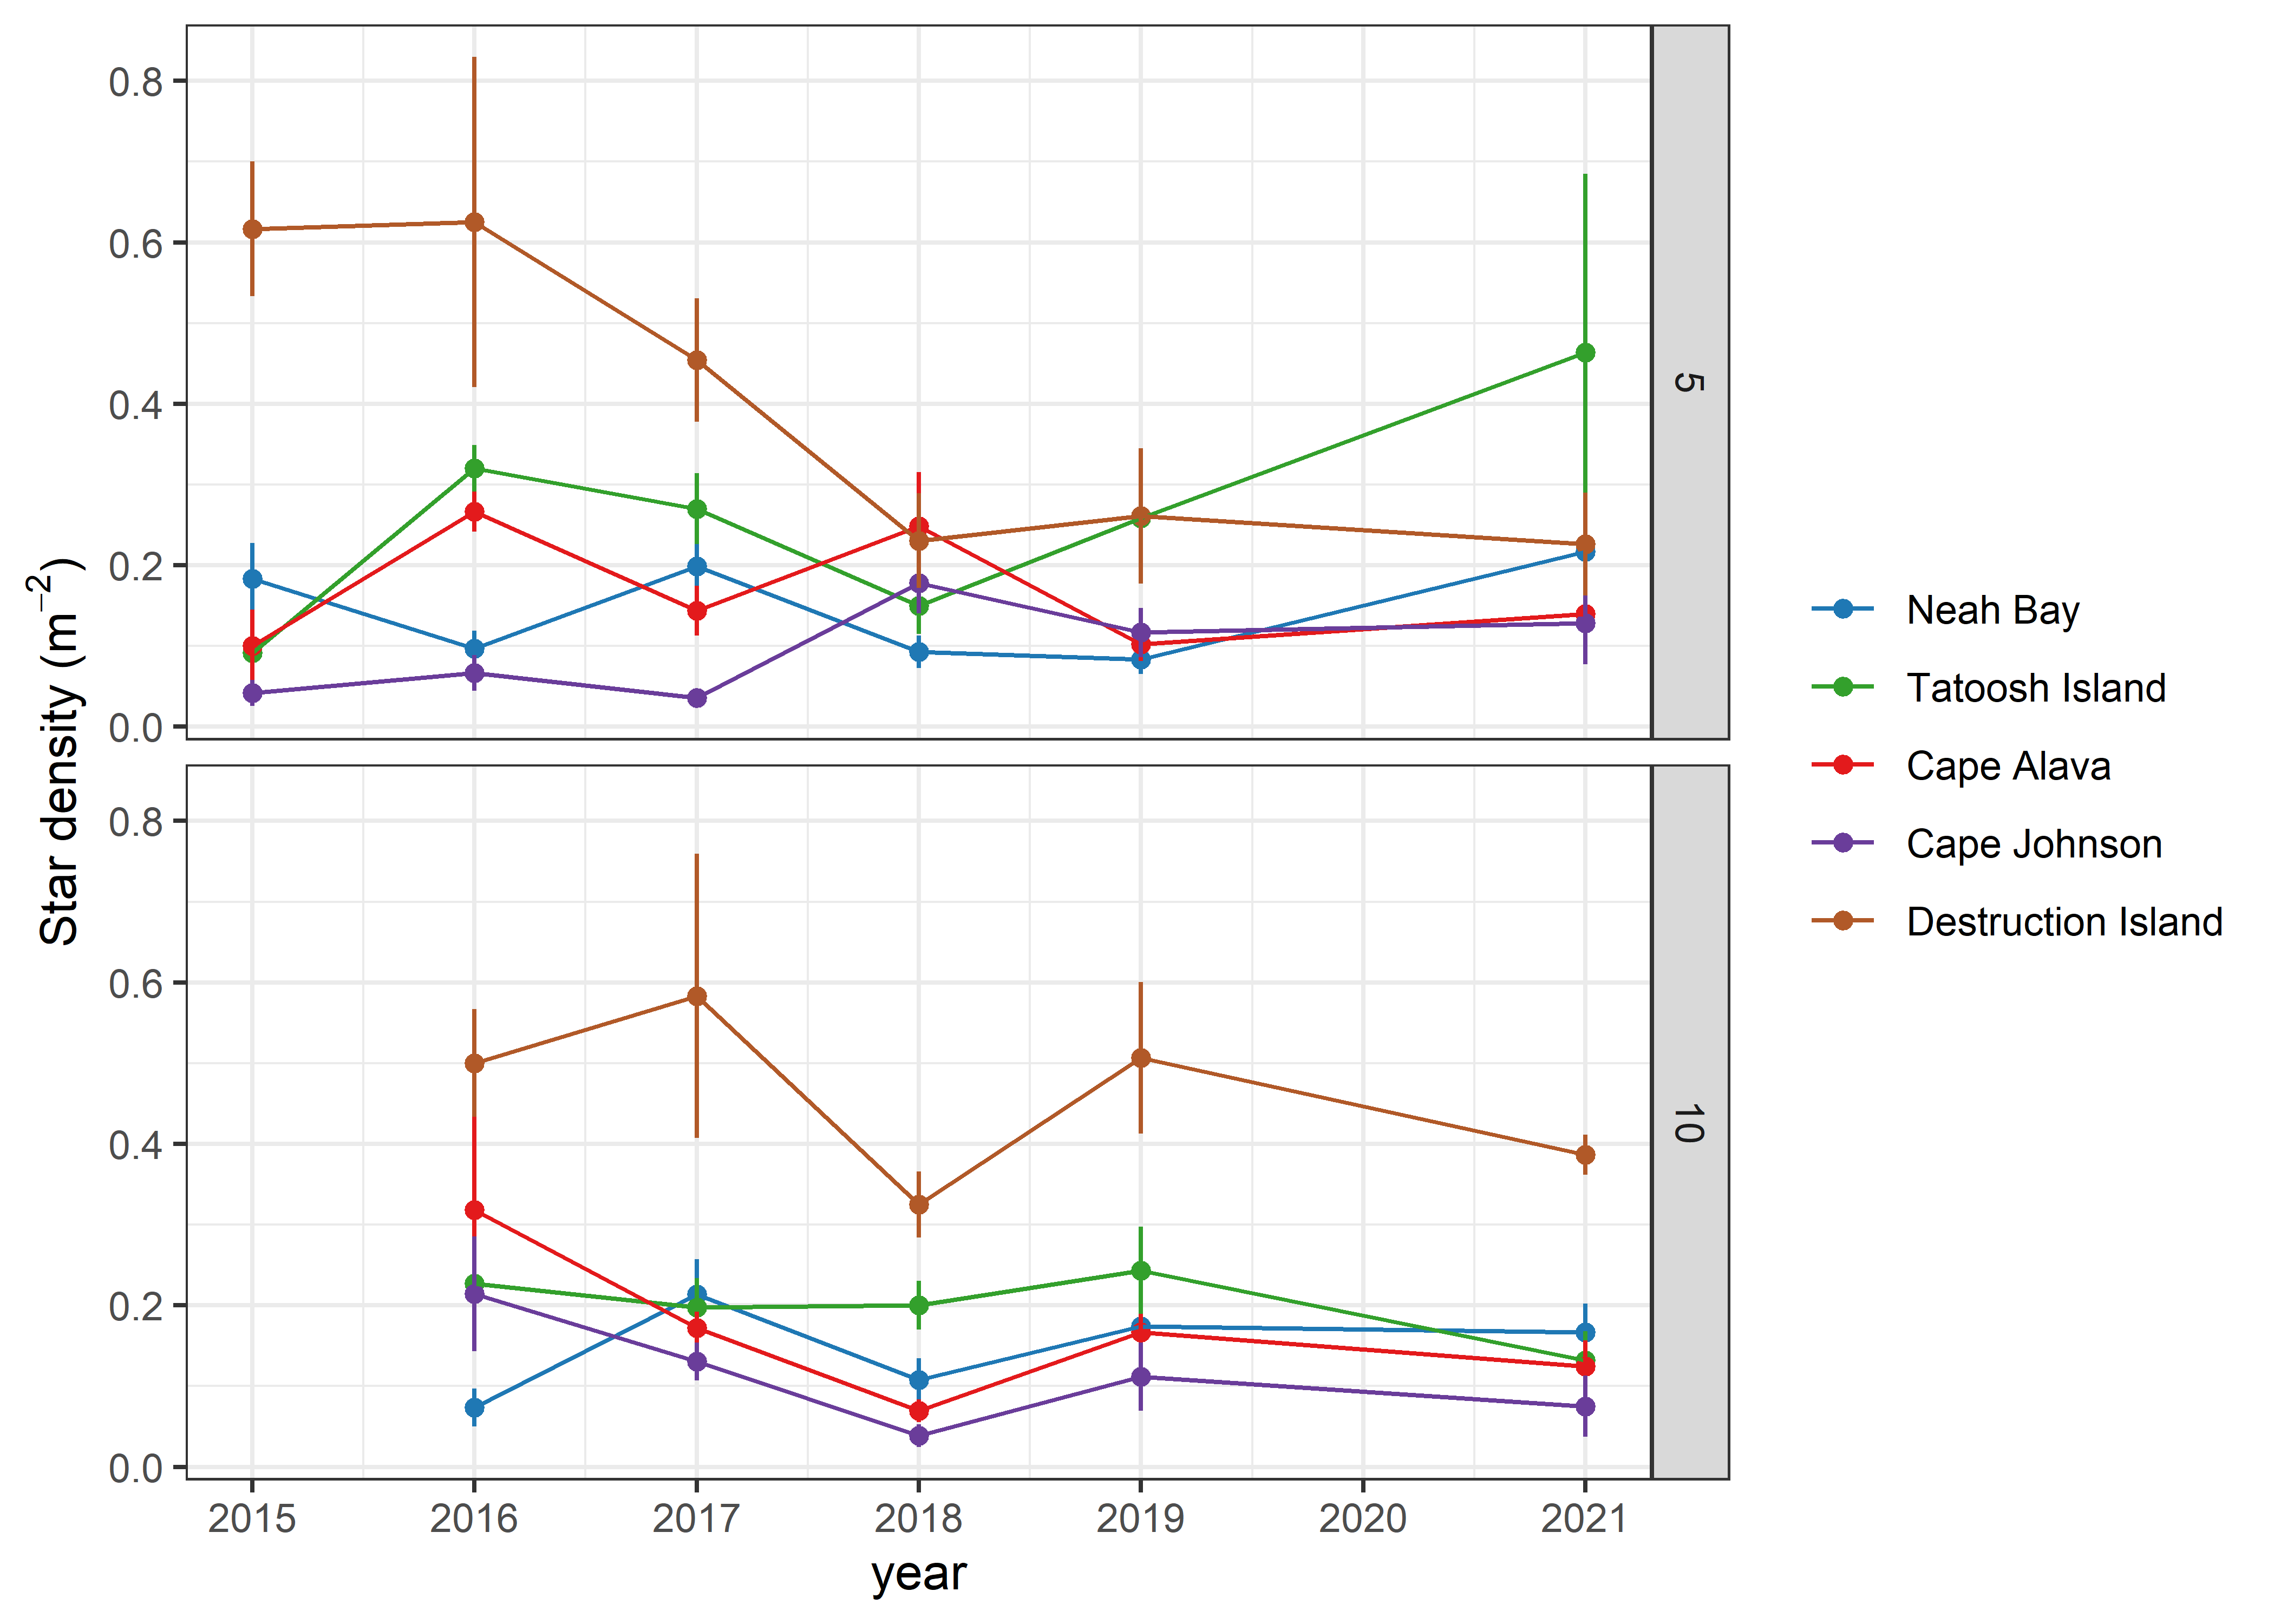 Star density (m⁻²)
0.8
0.6
0.4
0.2
0.0
5
0.8
0.6
0.4
0.2
0.0
10
2015 2016 2017 2018 2019 2020 2021
year
Neah Bay
Tatoosh Island
Cape Alava
Cape Johnson
Destruction Island